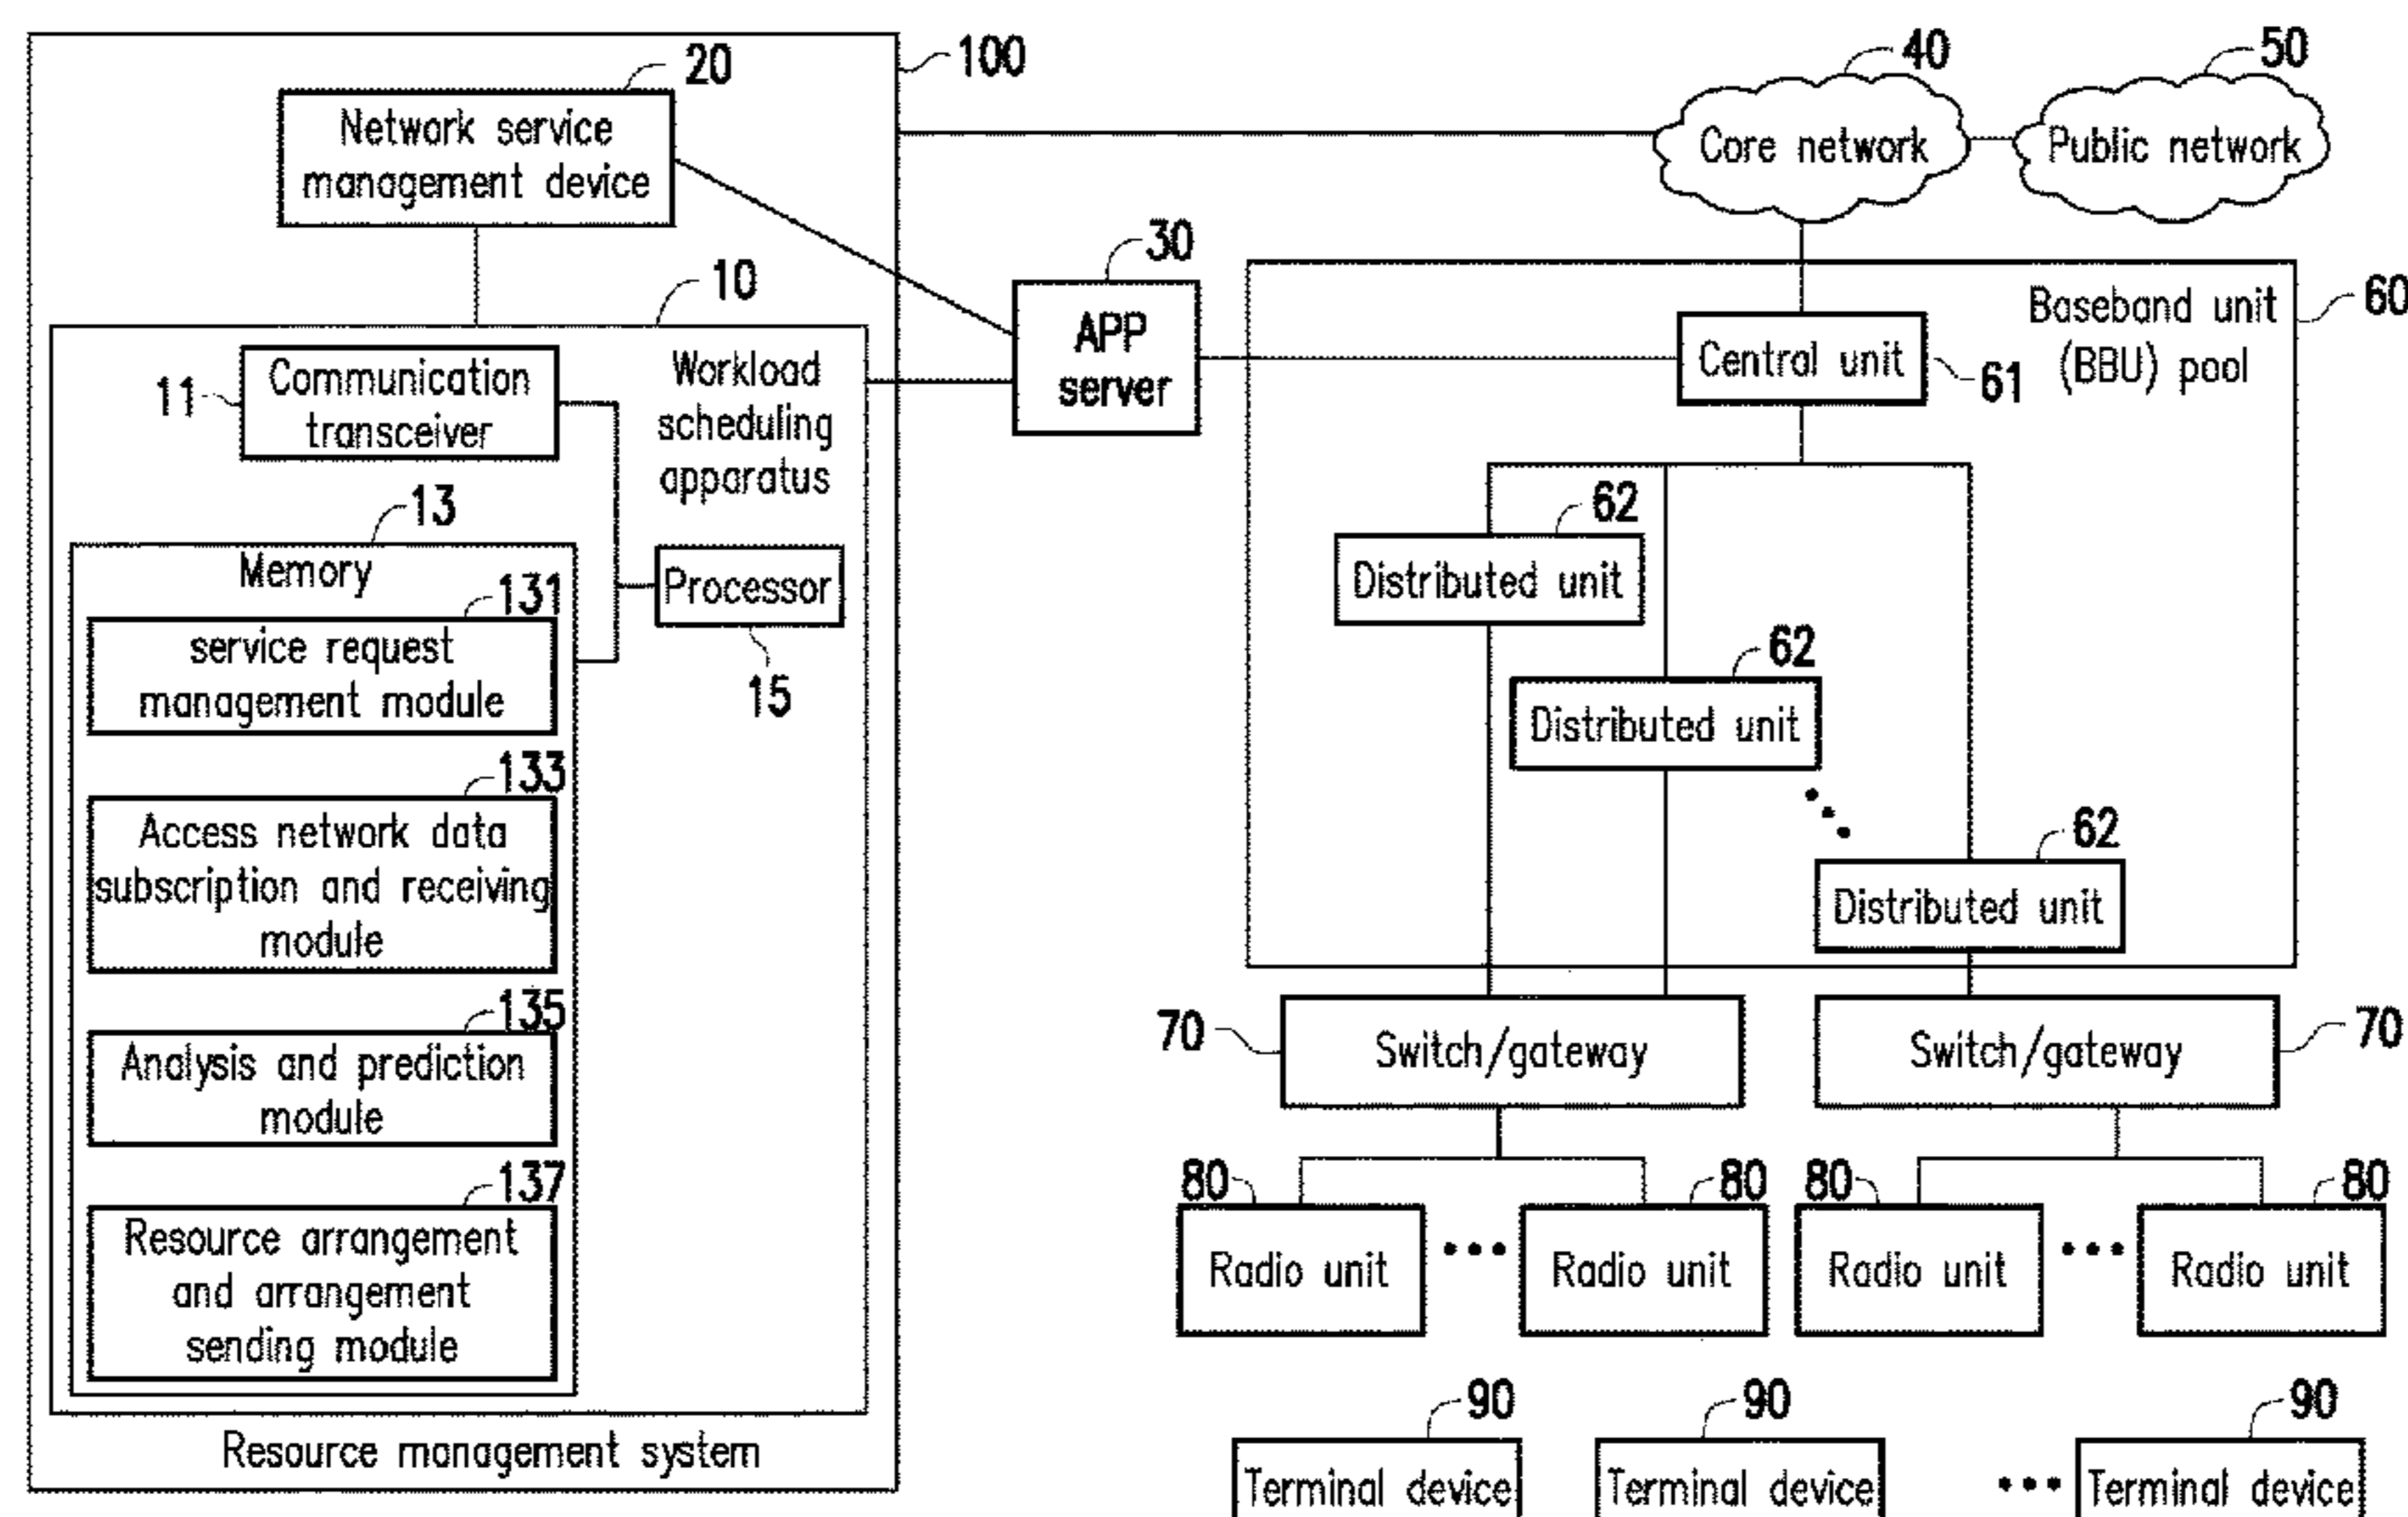 100
20
Network service
management device
40
Core network
50
Public network
30
APP
server
10
11
Communication
transceiver
Workload
scheduling
apparatus
13
Memory
Processor
15
131
service request
management module
133
Access network data
subscription and receiving
module
135
Analysis and prediction
module
137
Resource arrangement
and arrangement
sending module
Resource management system
Baseband unit
(BBU) pool
60
Central unit
61
62
Distributed unit
62
Distributed unit
62
Distributed unit
70
Switch/gateway
Switch/gateway
70
80
Radio unit
80
Radio unit
80
Radio unit
80
Radio unit
90
Terminal device
90
Terminal device
90
Terminal device